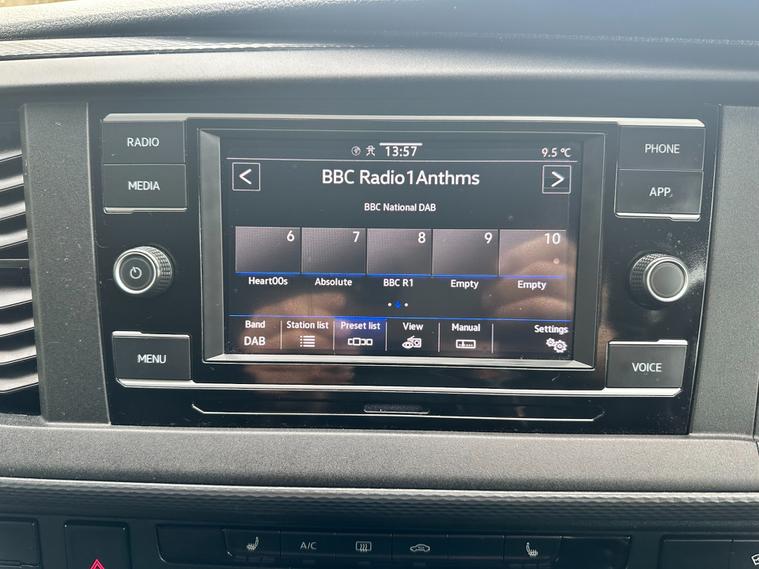 RADIO
MEDIA
MENU
13:57
9.5 °C
BBC Radio1Anthms
BBC National DAB
6 7 8 9 10
Heart00s Absolute BBC R1 Empty Empty
Band Station list Preset list View Manual Settings
DAB
PHONE
APP
VOICE
A/C